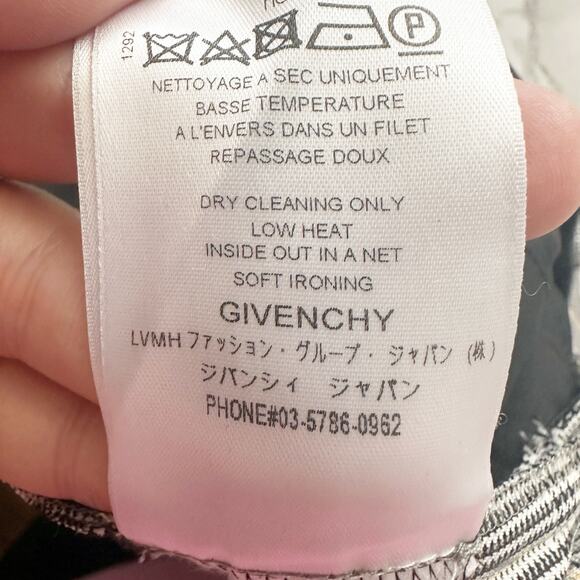 1292
P
NETTOYAGE A SEC UNIQUEMENT
BASSE TEMPERATURE
A L'ENVERS DANS UN FILET
REPASSAGE DOUX
DRY CLEANING ONLY
LOW HEAT
INSIDE OUT IN A NET
SOFT IRONING
GIVENCHY
LVMH ファッション・グループ・ ジャパン (株)
ジバンシィ ジャパン
PHONE#03-5786-0962